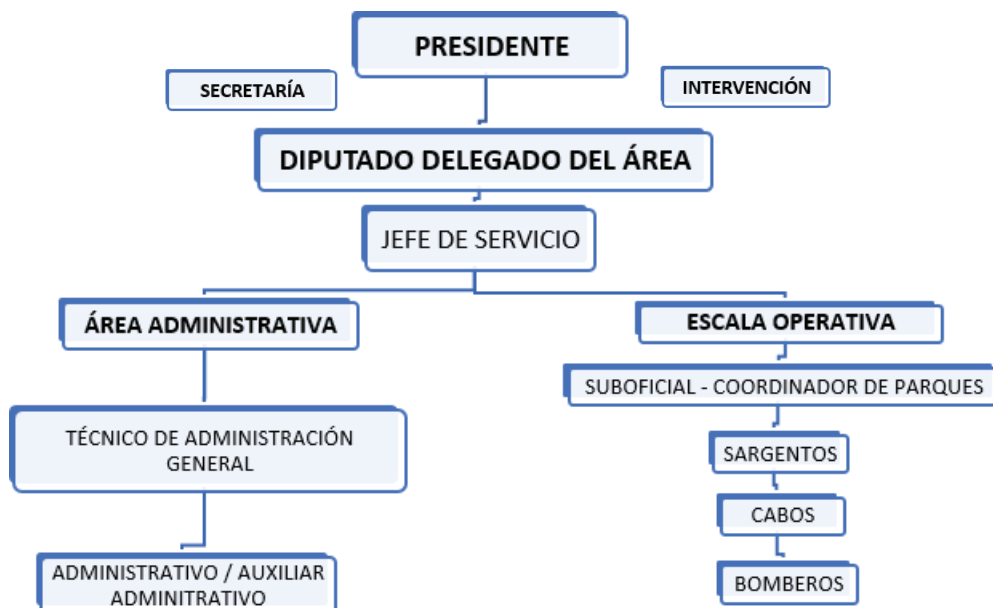 PRESIDENTE
SECRETARÍA
INTERVENCIÓN
DIPUTADO DELEGADO DEL ÁREA
JEFE DE SERVICIO
ÁREA ADMINISTRATIVA
ESCALA OPERATIVA
SUBOFICIAL - COORDINADOR DE PARQUES
TÉCNICO DE ADMINISTRACIÓN
GENERAL
SARGENTOS
CABOS
ADMINISTRATIVO / AUXILIAR
ADMINITRATIVO
BOMBEROS